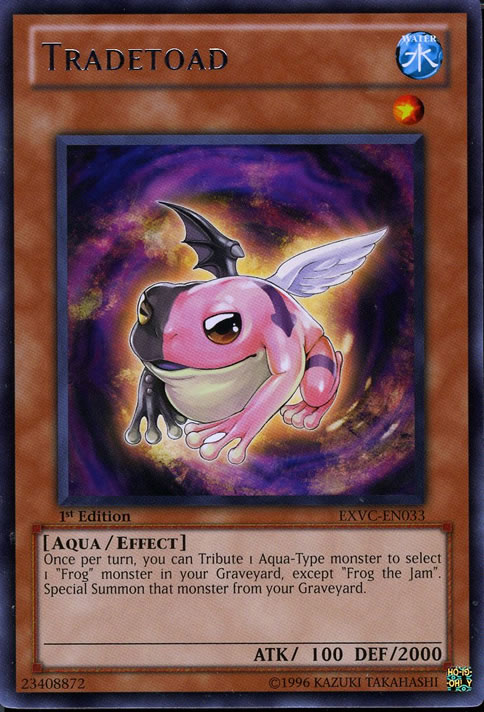 Tradetoad
WATER
水
1st Edition
EXVC-EN033
[Aqua / Effect]
Once per turn, you can Tribute 1 Aqua-Type monster to select
1 "Frog" monster in your Graveyard, except "Frog the Jam".
Special Summon that monster from your Graveyard.
ATK/ 100 DEF/2000
23408872
©1996 KAZUKI TAKAHASHI